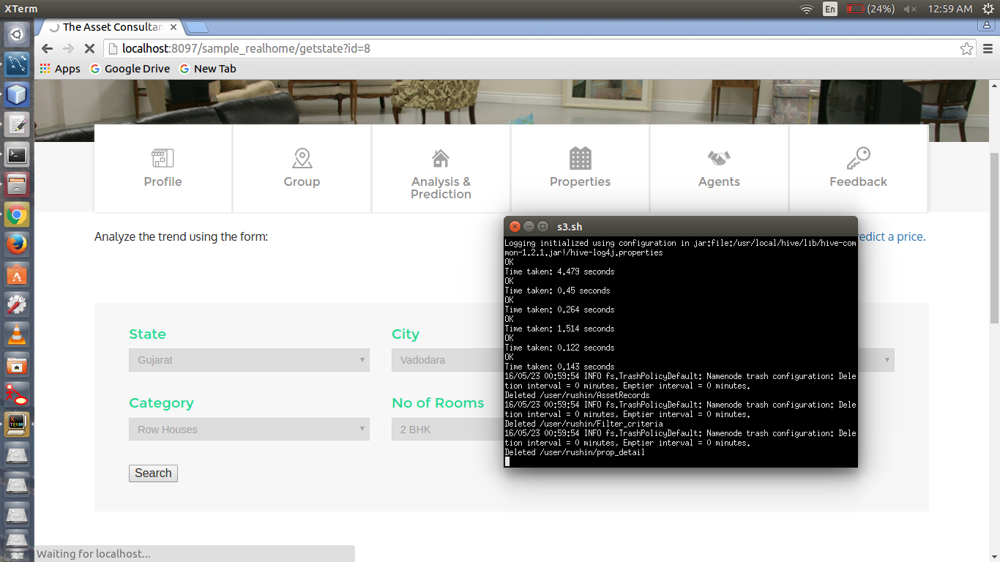 XTerm
En
(24%)
12:59 AM
The Asset Consultan
localhost:8097/sample_realhome/getstate?id=8
Apps
Google Drive
New Tab
Profile
Group
Analysis &
Prediction
Properties
Agents
Feedback
Analyze the trend using the form:
edict a price.
State
City
Gujarat
Vadodara
Category
No of Rooms
Row Houses
2 BHK
Search
s3.sh
Logging initialized using configuration in jar:file:/usr/local/hive/lib/hive-com
mon-1.2.1.jar!/hive-log4j.properties
OK
Time taken: 4.479 seconds
OK
Time taken: 0.45 seconds
OK
Time taken: 0.264 seconds
OK
Time taken: 1.514 seconds
OK
Time taken: 0.122 seconds
OK
Time taken: 0.143 seconds
16/05/23 00:59:54 INFO fs.TrashPolicyDefault: Namenode trash configuration: Dele
tion interval = 0 minutes, Emptier interval = 0 minutes.
Deleted /user/rushin/AssetRecords
16/05/23 00:59:54 INFO fs.TrashPolicyDefault: Namenode trash configuration: Dele
tion interval = 0 minutes, Emptier interval = 0 minutes.
Deleted /user/rushin/Filter_criteria
16/05/23 00:59:54 INFO fs.TrashPolicyDefault: Namenode trash configuration: Dele
tion interval = 0 minutes, Emptier interval = 0 minutes.
Deleted /user/rushin/prop_detail
Waiting for localhost...